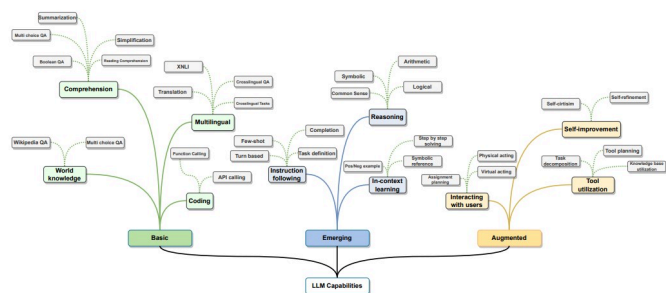 Summarization
Multi choice QA
Simplification
Boolean QA
Reading Comprehension
Comprehension
XNLI
Crosslingual QA
Translation
Crosslingual Tasks
Multilingual
Wikipedia QA
Multi choice QA
World
knowledge
Function Calling
API calling
Coding
Basic
Completion
Few-shot
Turn based
Task definition
Instruction
following
Arithmetic
Symbolic
Common Sense
Logical
Reasoning
Step by step
solving
Symbolic
reference
Pos/Neg example
In-context
learning
Emerging
Self-citisim
Self-refinement
Self-improvement
Physical acting
Virtual acting
Assignment
planning
Interacting
with users
Tool planning
Task
decomposition
Knowledge base
utilization
Tool
utilization
Augmented
LLM Capabilities